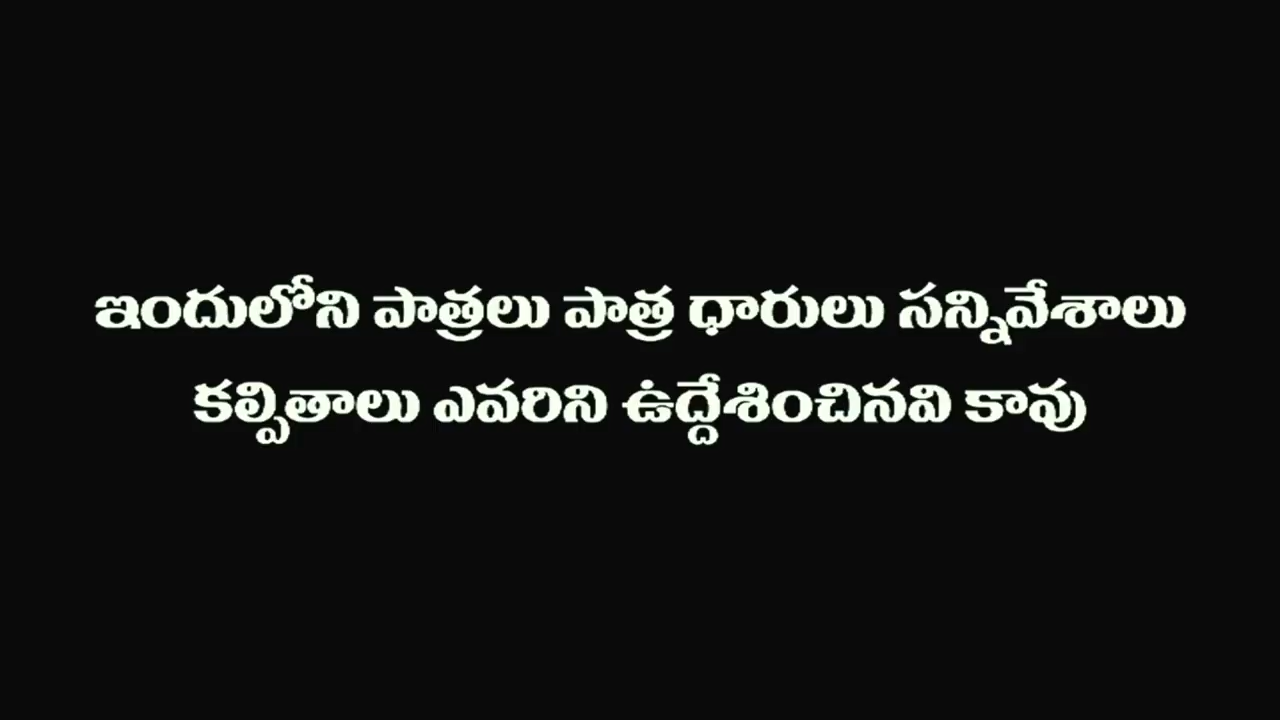 ఇందులోని పాత్రలు పాత్ర ధారులు సన్నివేశాలు
కల్పితాలు ఎవరిని ఉద్దేశించినవి కావు